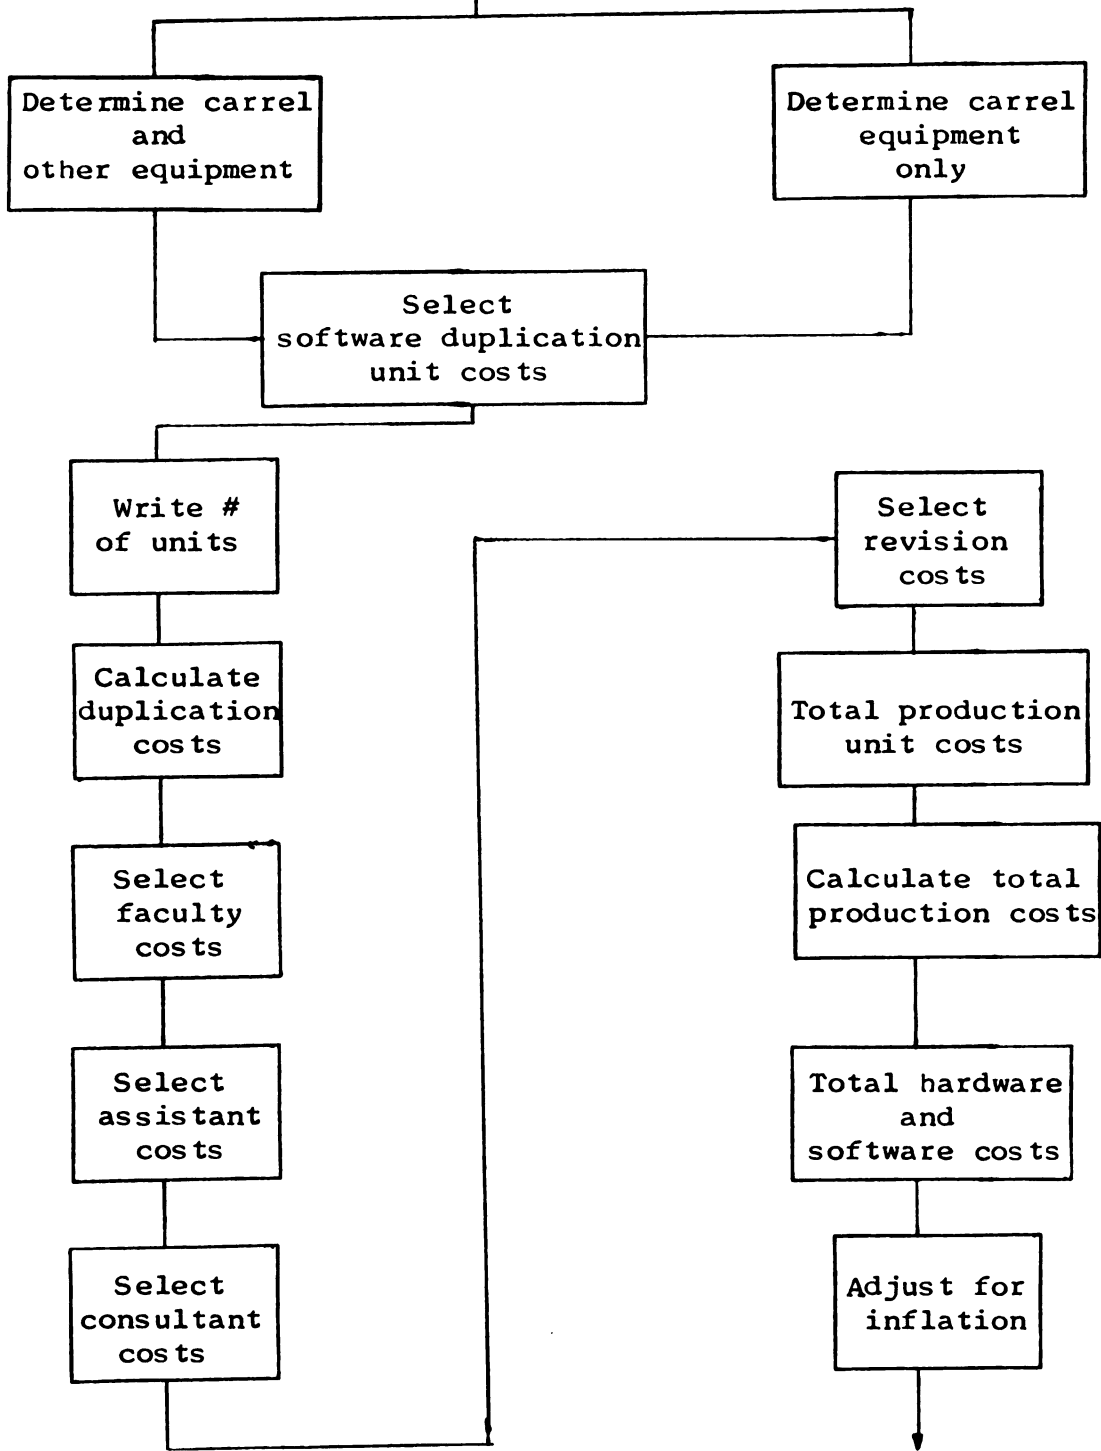 Determine carrel
and
other equipment
Determine carrel
equipment
only
Select
software duplication
unit costs
Write #
of units
Calculate
duplication
costs
Select
faculty
costs
Select
assistant
costs
Select
consultant
costs
Select
revision
costs
Total production
unit costs
Calculate total
production costs
Total hardware
and
software costs
Adjust for
inflation